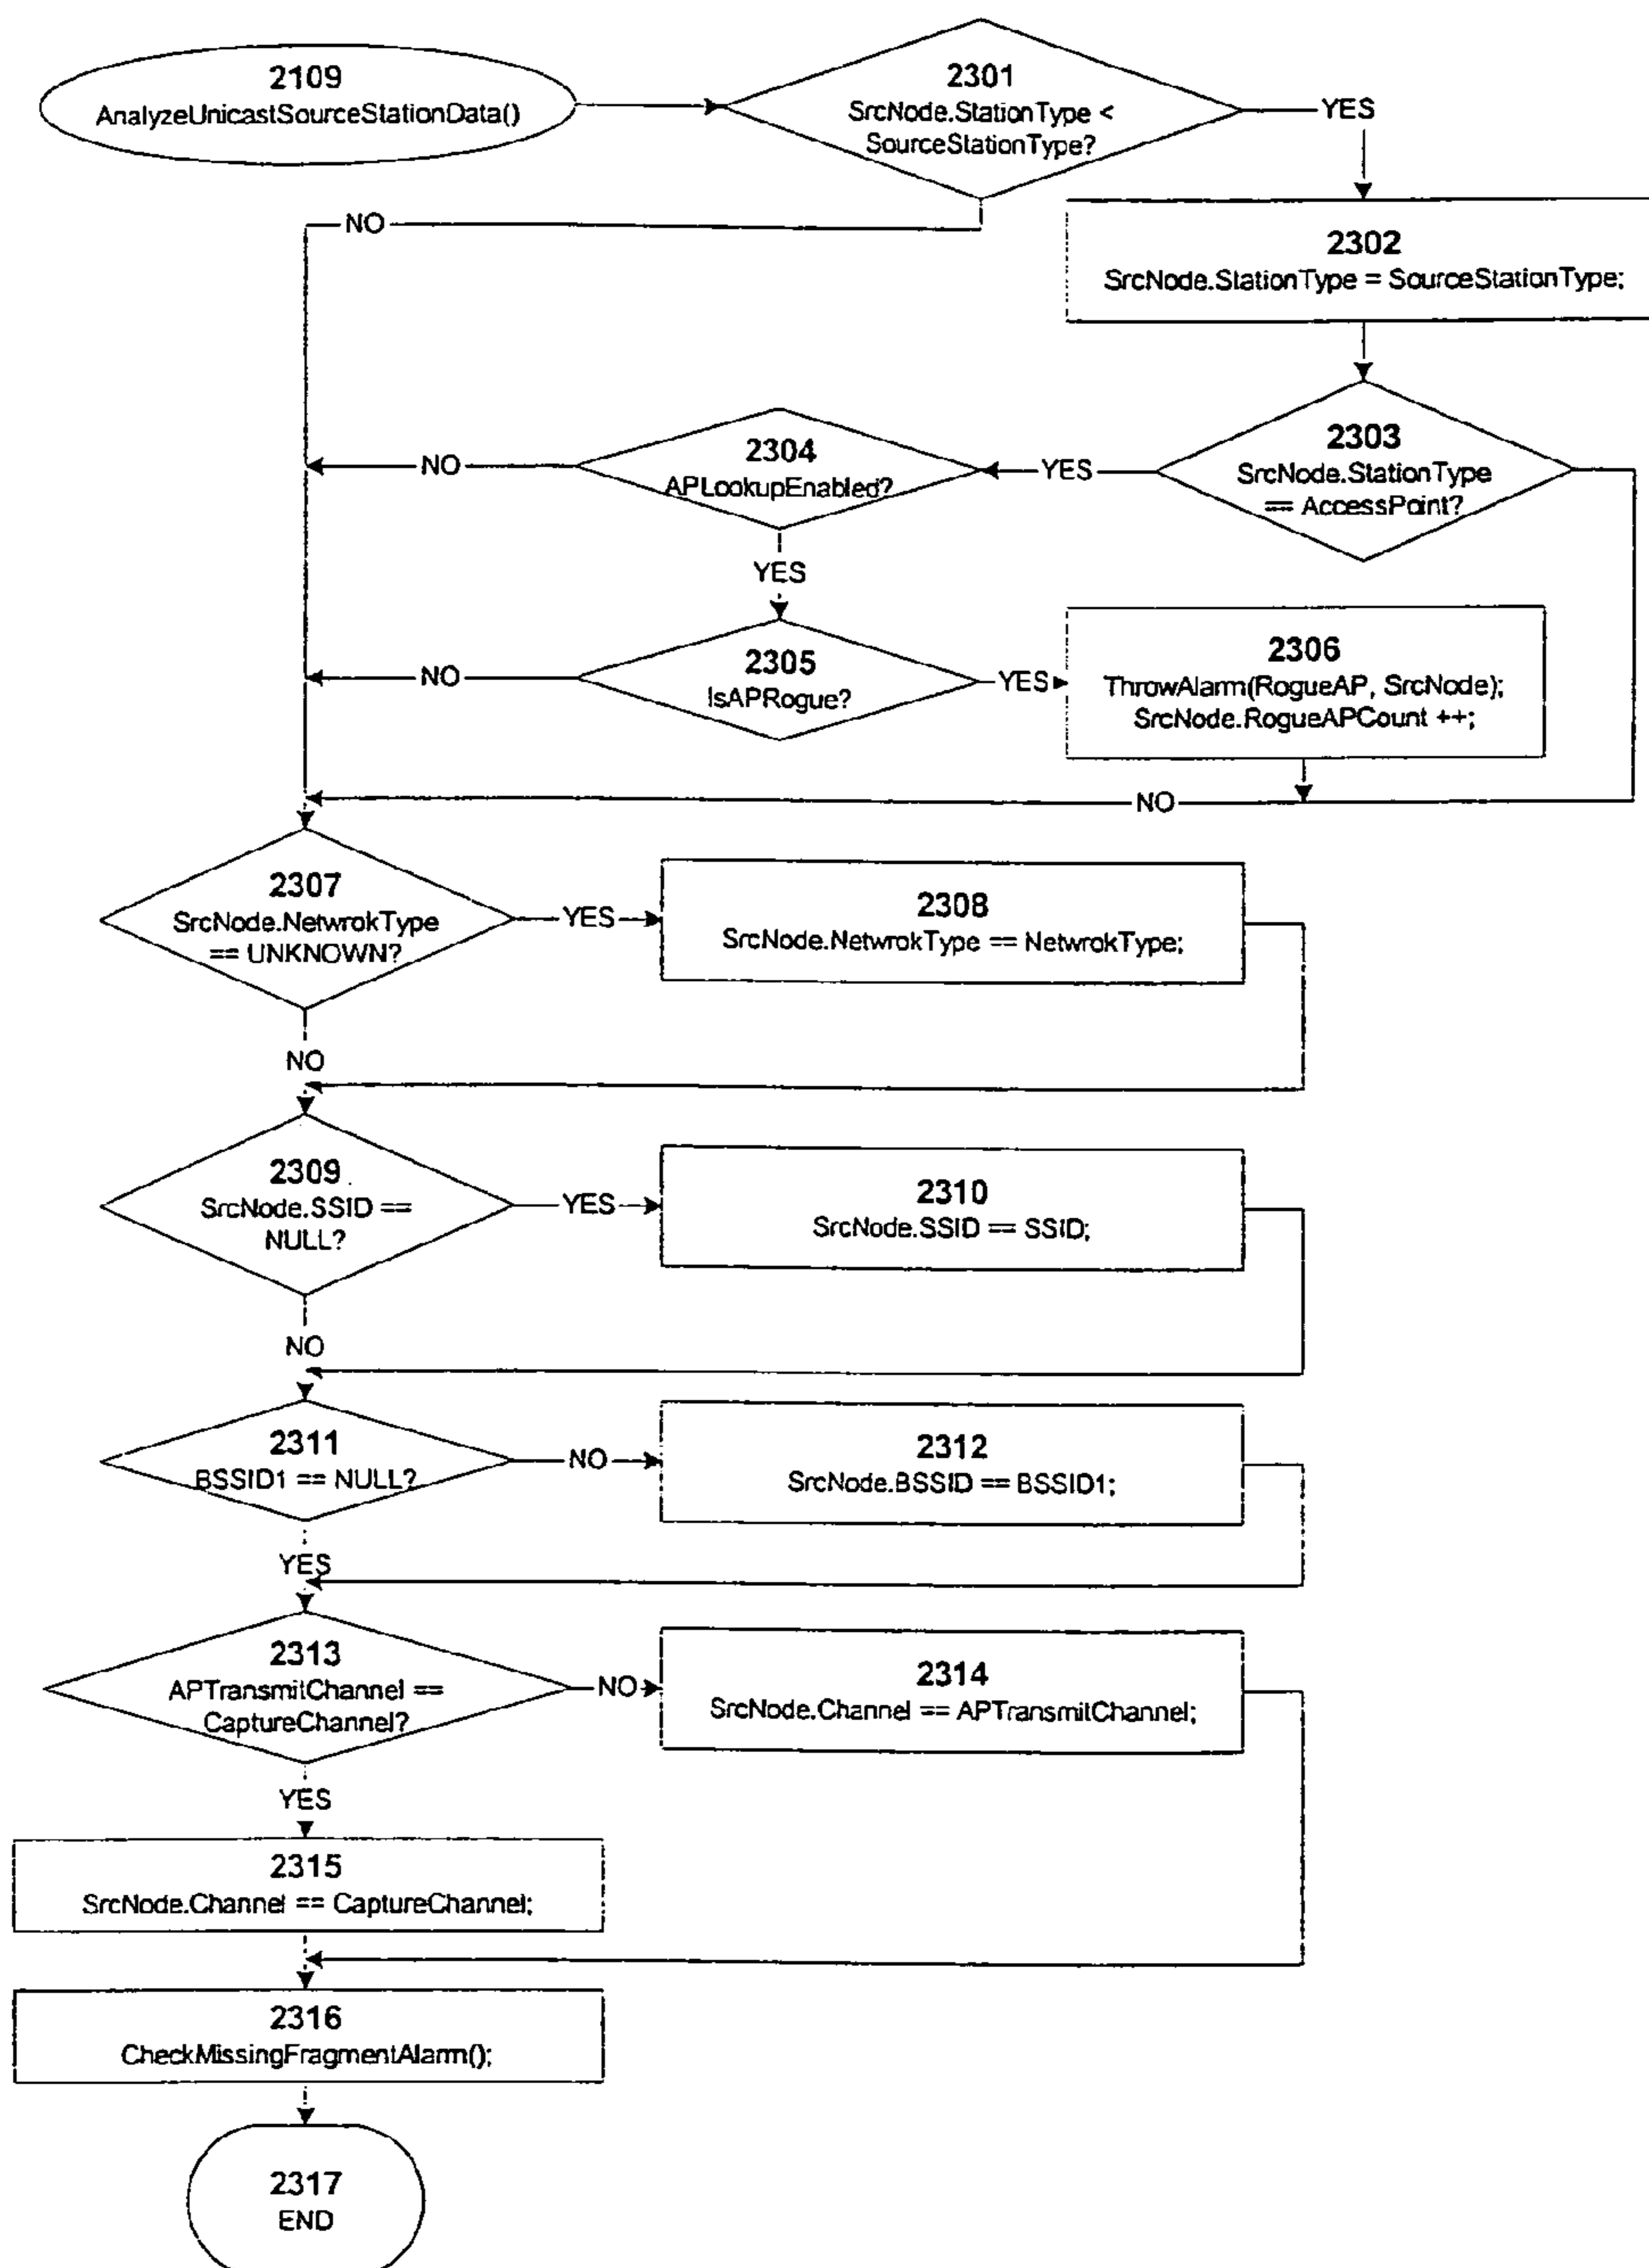 2109
AnalyzeUnicastSourceStationData()
2301
SrcNode.StationType <
SourceStationType?
YES
NO
2302
SrcNode.StationType = SourceStationType;
2303
SrcNode.StationType
== AccessPoint?
YES
2304
APLookupEnabled?
NO
YES
2305
IsAPRogue?
NO
YES
2306
ThrowAlarm(RogueAP, SrcNode);
SrcNode.RogueAPCount ++;
NO
2307
SrcNode.NetwrokType
== UNKNOWN?
YES
2308
SrcNode.NetwrokType == NetwrokType;
NO
2309
SrcNode.SSID ==
NULL?
YES
2310
SrcNode.SSID == SSID;
NO
2311
BSSID1 == NULL?
NO
2312
SrcNode.BSSID == BSSID1;
YES
2313
APTransmitChannel ==
CaptureChannel?
NO
2314
SrcNode.Channel == APTransmitChannel;
YES
2315
SrcNode.Channel == CaptureChannel;
2316
CheckMissingFragmentAlarm();
2317
END